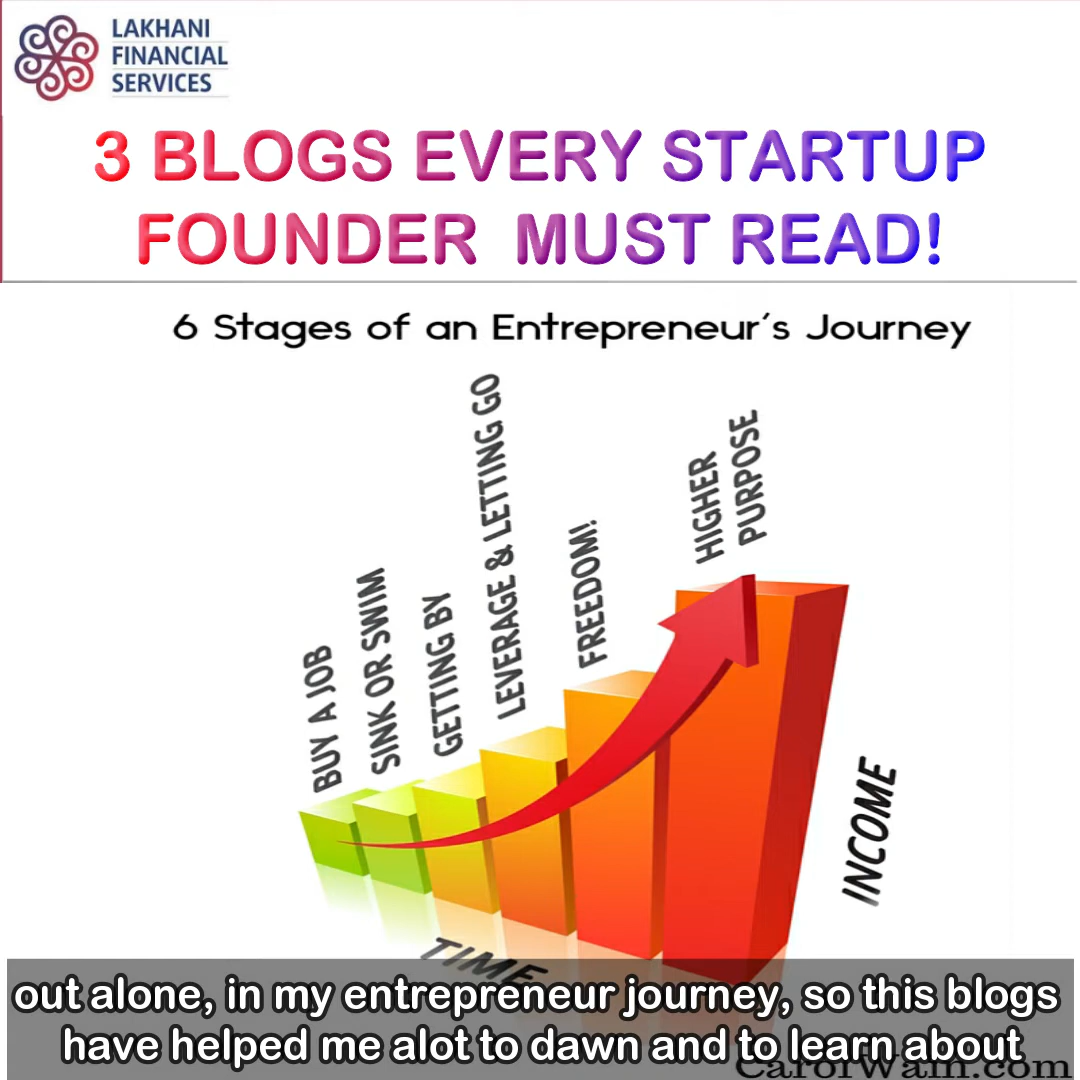 LAKHANI
FINANCIAL
SERVICES
3 BLOGS EVERY STARTUP
FOUNDER MUST READ!
6 Stages of an Entrepreneur's Journey
BUY A JOB
SINK OR SWIM
GETTING BY
LEVERAGE & LETTING GO
FREEDOM!
HIGHER
PURPOSE
INCOME
TIME
out alone, in my entrepreneur journey, so this blogs
have helped me alot to dawn and to learn about